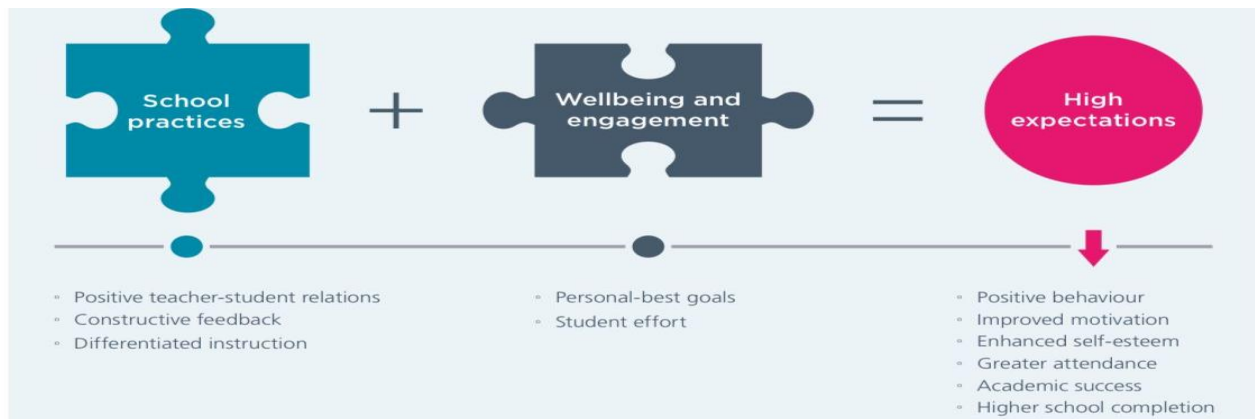 School
practices
+
Wellbeing and
engagement
=
High
expectations
◦ Positive teacher-student relations
◦ Constructive feedback
◦ Differentiated instruction
◦ Personal-best goals
◦ Student effort
◦ Positive behaviour
◦ Improved motivation
◦ Enhanced self-esteem
◦ Greater attendance
◦ Academic success
◦ Higher school completion